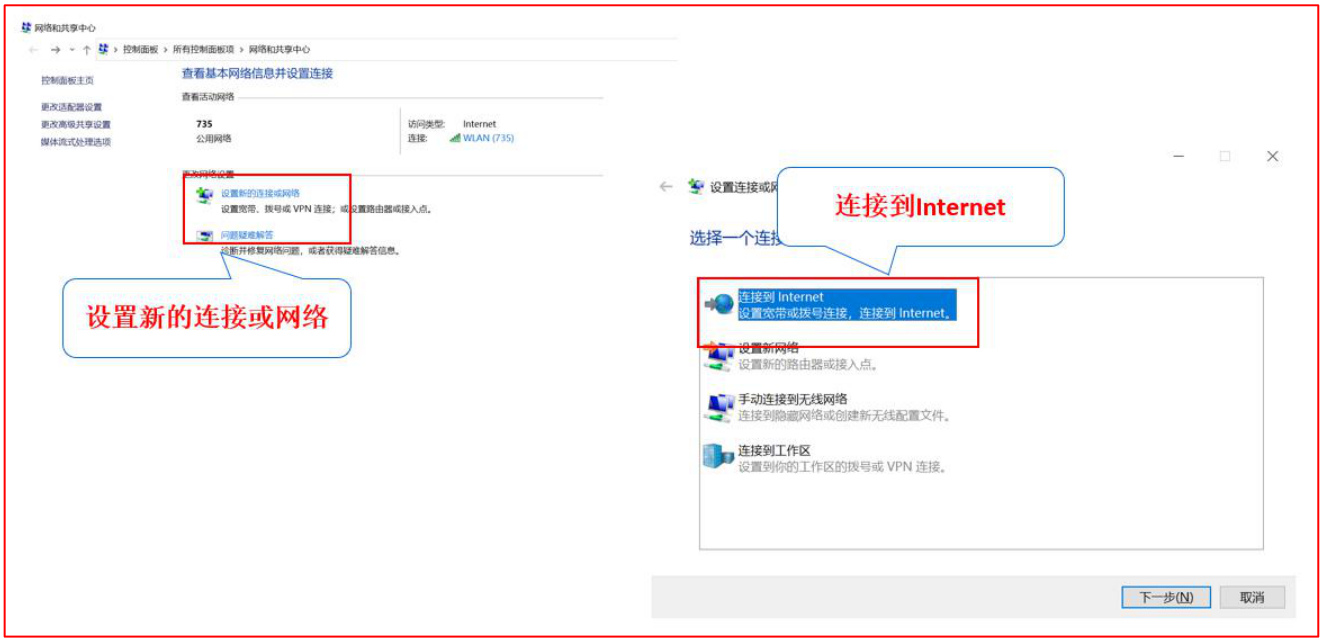 网络和共享中心
控制面板 › 所有控制面板项 › 网络和共享中心
控制面板主页
更改适配器设置
更改高级共享设置
媒体流式处理选项
查看基本网络信息并设置连接
查看活动网络
735
公用网络
访问类型: Internet
连接: WLAN (735)
更改网络设置
设置新的连接或网络
设置宽带、拨号或 VPN 连接；或设置路由器或接入点。
问题疑难解答
诊断并修复网络问题，或者获得疑难解答信息。
设置新的连接或网络
设置连接或网
连接到Internet
选择一个连接
连接到 Internet
设置宽带或拨号连接，连接到 Internet。
设置新网络
设置新的路由器或接入点。
手动连接到无线网络
连接到隐藏网络或创建新无线配置文件。
连接到工作区
设置到你的工作区的拨号或 VPN 连接。
下一步(N)
取消